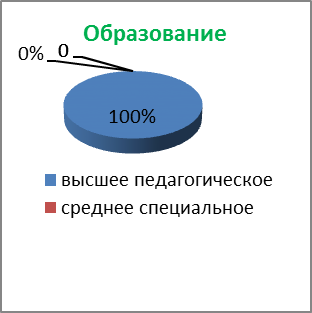 Образование
0% 0
100%
высшее педагогическое
среднее специальное